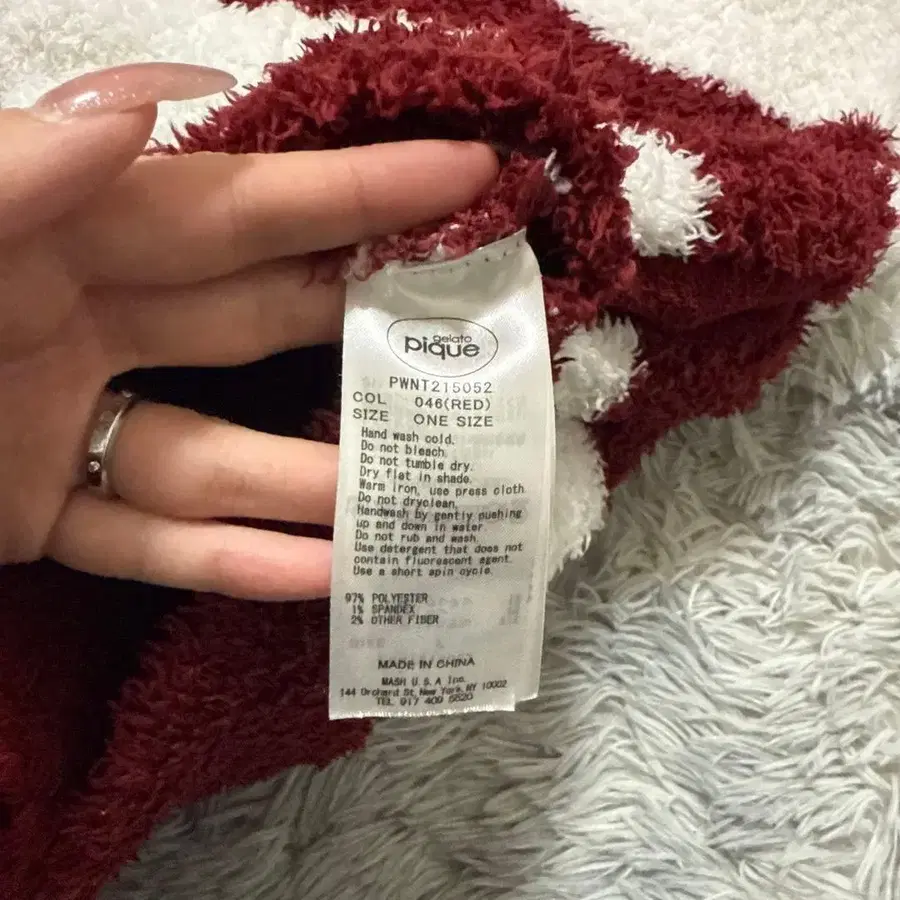 gelato
pique
PWNT215052
COL 046(RED)
SIZE ONE SIZE
Hand wash cold.
Do not bleach.
Do not tumble dry.
Dry flat in shade.
Warm iron, use press cloth.
Do not dryclean.
Handwash by gently pushing
up and down in water.
Do not rub and wash.
Use detergent that does not
contain fluorescent agent.
Use a short spin cycle.
97% POLYESTER
1% SPANDEX
2% OTHER FIBER
MADE IN CHINA
MASH U.S.A Inc.
144 Orchard St, New York, NY 10002
TEL 917 409 5520